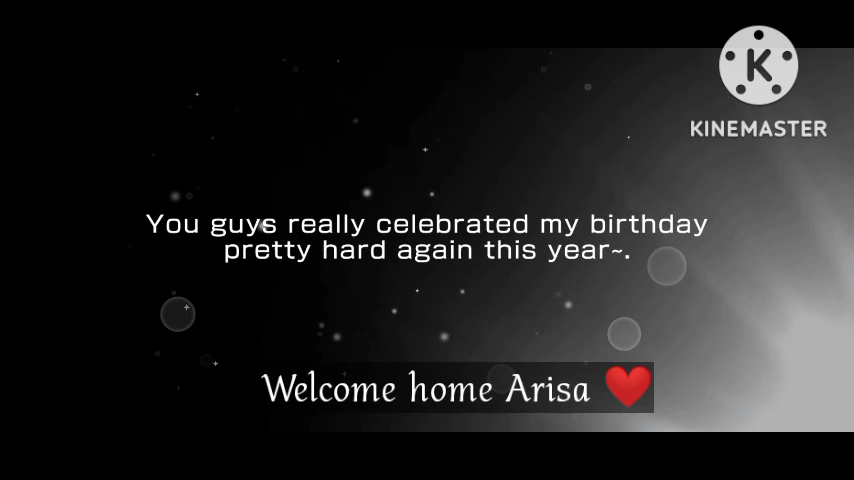 K
KINEMASTER
You guys really celebrated my birthday
pretty hard again this year~.
Welcome home Arisa ❤️